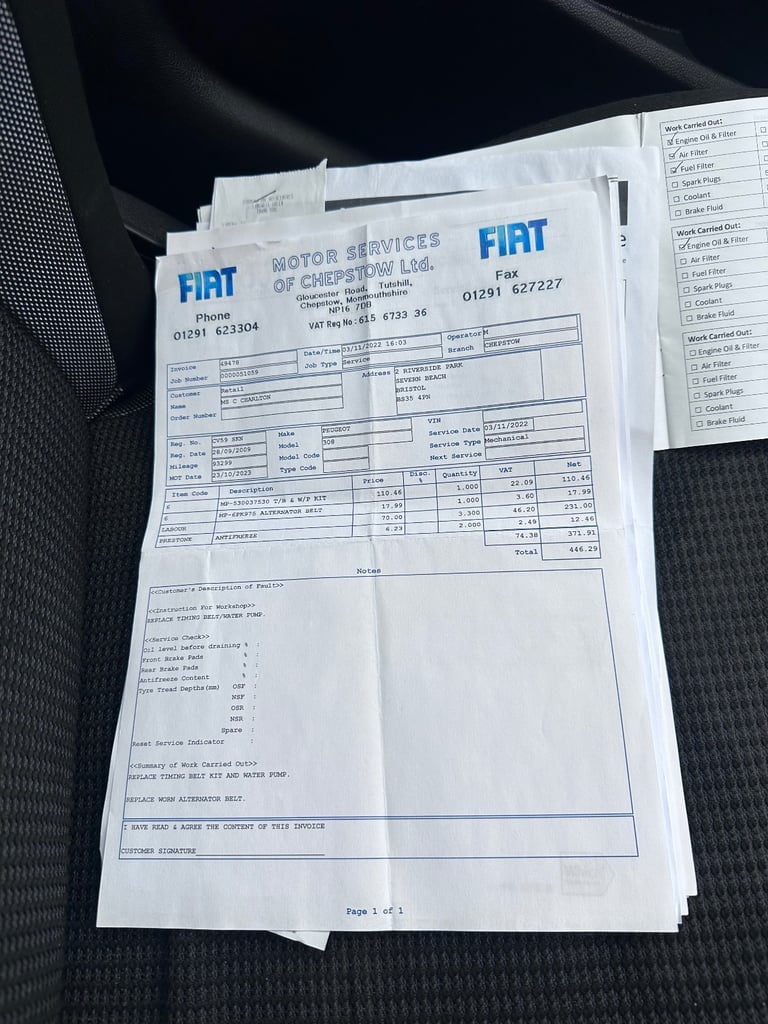 FIAT
MOTOR SERVICES
OF CHEPSTOW Ltd.
FIAT
Gloucester Road, Tutshill,
Chepstow, Monmouthshire
NP16 7DB
VAT Reg No: 615 6733 36
Phone
01291 623304
Fax
01291 627227
Invoice 49478 Date/Time 03/11/2022 16:03 Operator M
Job Number 0000051059 Job Type Service Branch CHEPSTOW
Customer Retail Address 2 RIVERSIDE PARK
Name MS C CHARLTON SEVERN BEACH
Order Number BRISTOL
BS35 4PN
Reg. No. CV59 SKN Make PEUGEOT VIN
Reg. Date 28/09/2009 Model 308 Service Date 03/11/2022
Mileage 93299 Model Code Service Type Mechanical
MOT Date 23/10/2023 Type Code Next Service
Item Code Description Price Disc. % Quantity VAT Net
6 MP-530037530 T/B & W/P KIT 110.46 1.000 22.09 110.46
6 MP-6PK975 ALTERNATOR BELT 17.99 1.000 3.60 17.99
LABOUR 70.00 3.300 46.20 231.00
PRESTONE ANTIFREEZE 6.23 2.000 2.49 12.46
74.38 371.91
Total 446.29
Notes
<<Customer's Description of Fault>>
<<Instruction For Workshop>>
REPLACE TIMING BELT/WATER PUMP.
<<Service Check>>
Oil level before draining % :
Front Brake Pads % :
Rear Brake Pads % :
Antifreeze Content % :
Tyre Tread Depths(mm) OSF :
NSF :
OSR :
NSR :
Spare :
Reset Service Indicator :
<<Summary of Work Carried Out>>
REPLACE TIMING BELT KIT AND WATER PUMP.
REPLACE WORN ALTERNATOR BELT.
I HAVE READ & AGREE THE CONTENT OF THIS INVOICE
CUSTOMER SIGNATURE
Page 1 of 1
Work Carried Out:
Engine Oil & Filter
Air Filter
Fuel Filter
Spark Plugs
Coolant
Brake Fluid
Work Carried Out:
Engine Oil & Filter
Air Filter
Fuel Filter
Spark Plugs
Coolant
Brake Fluid
Work Carried Out:
Engine Oil & Filter
Air Filter
Fuel Filter
Spark Plugs
Coolant
Brake Fluid